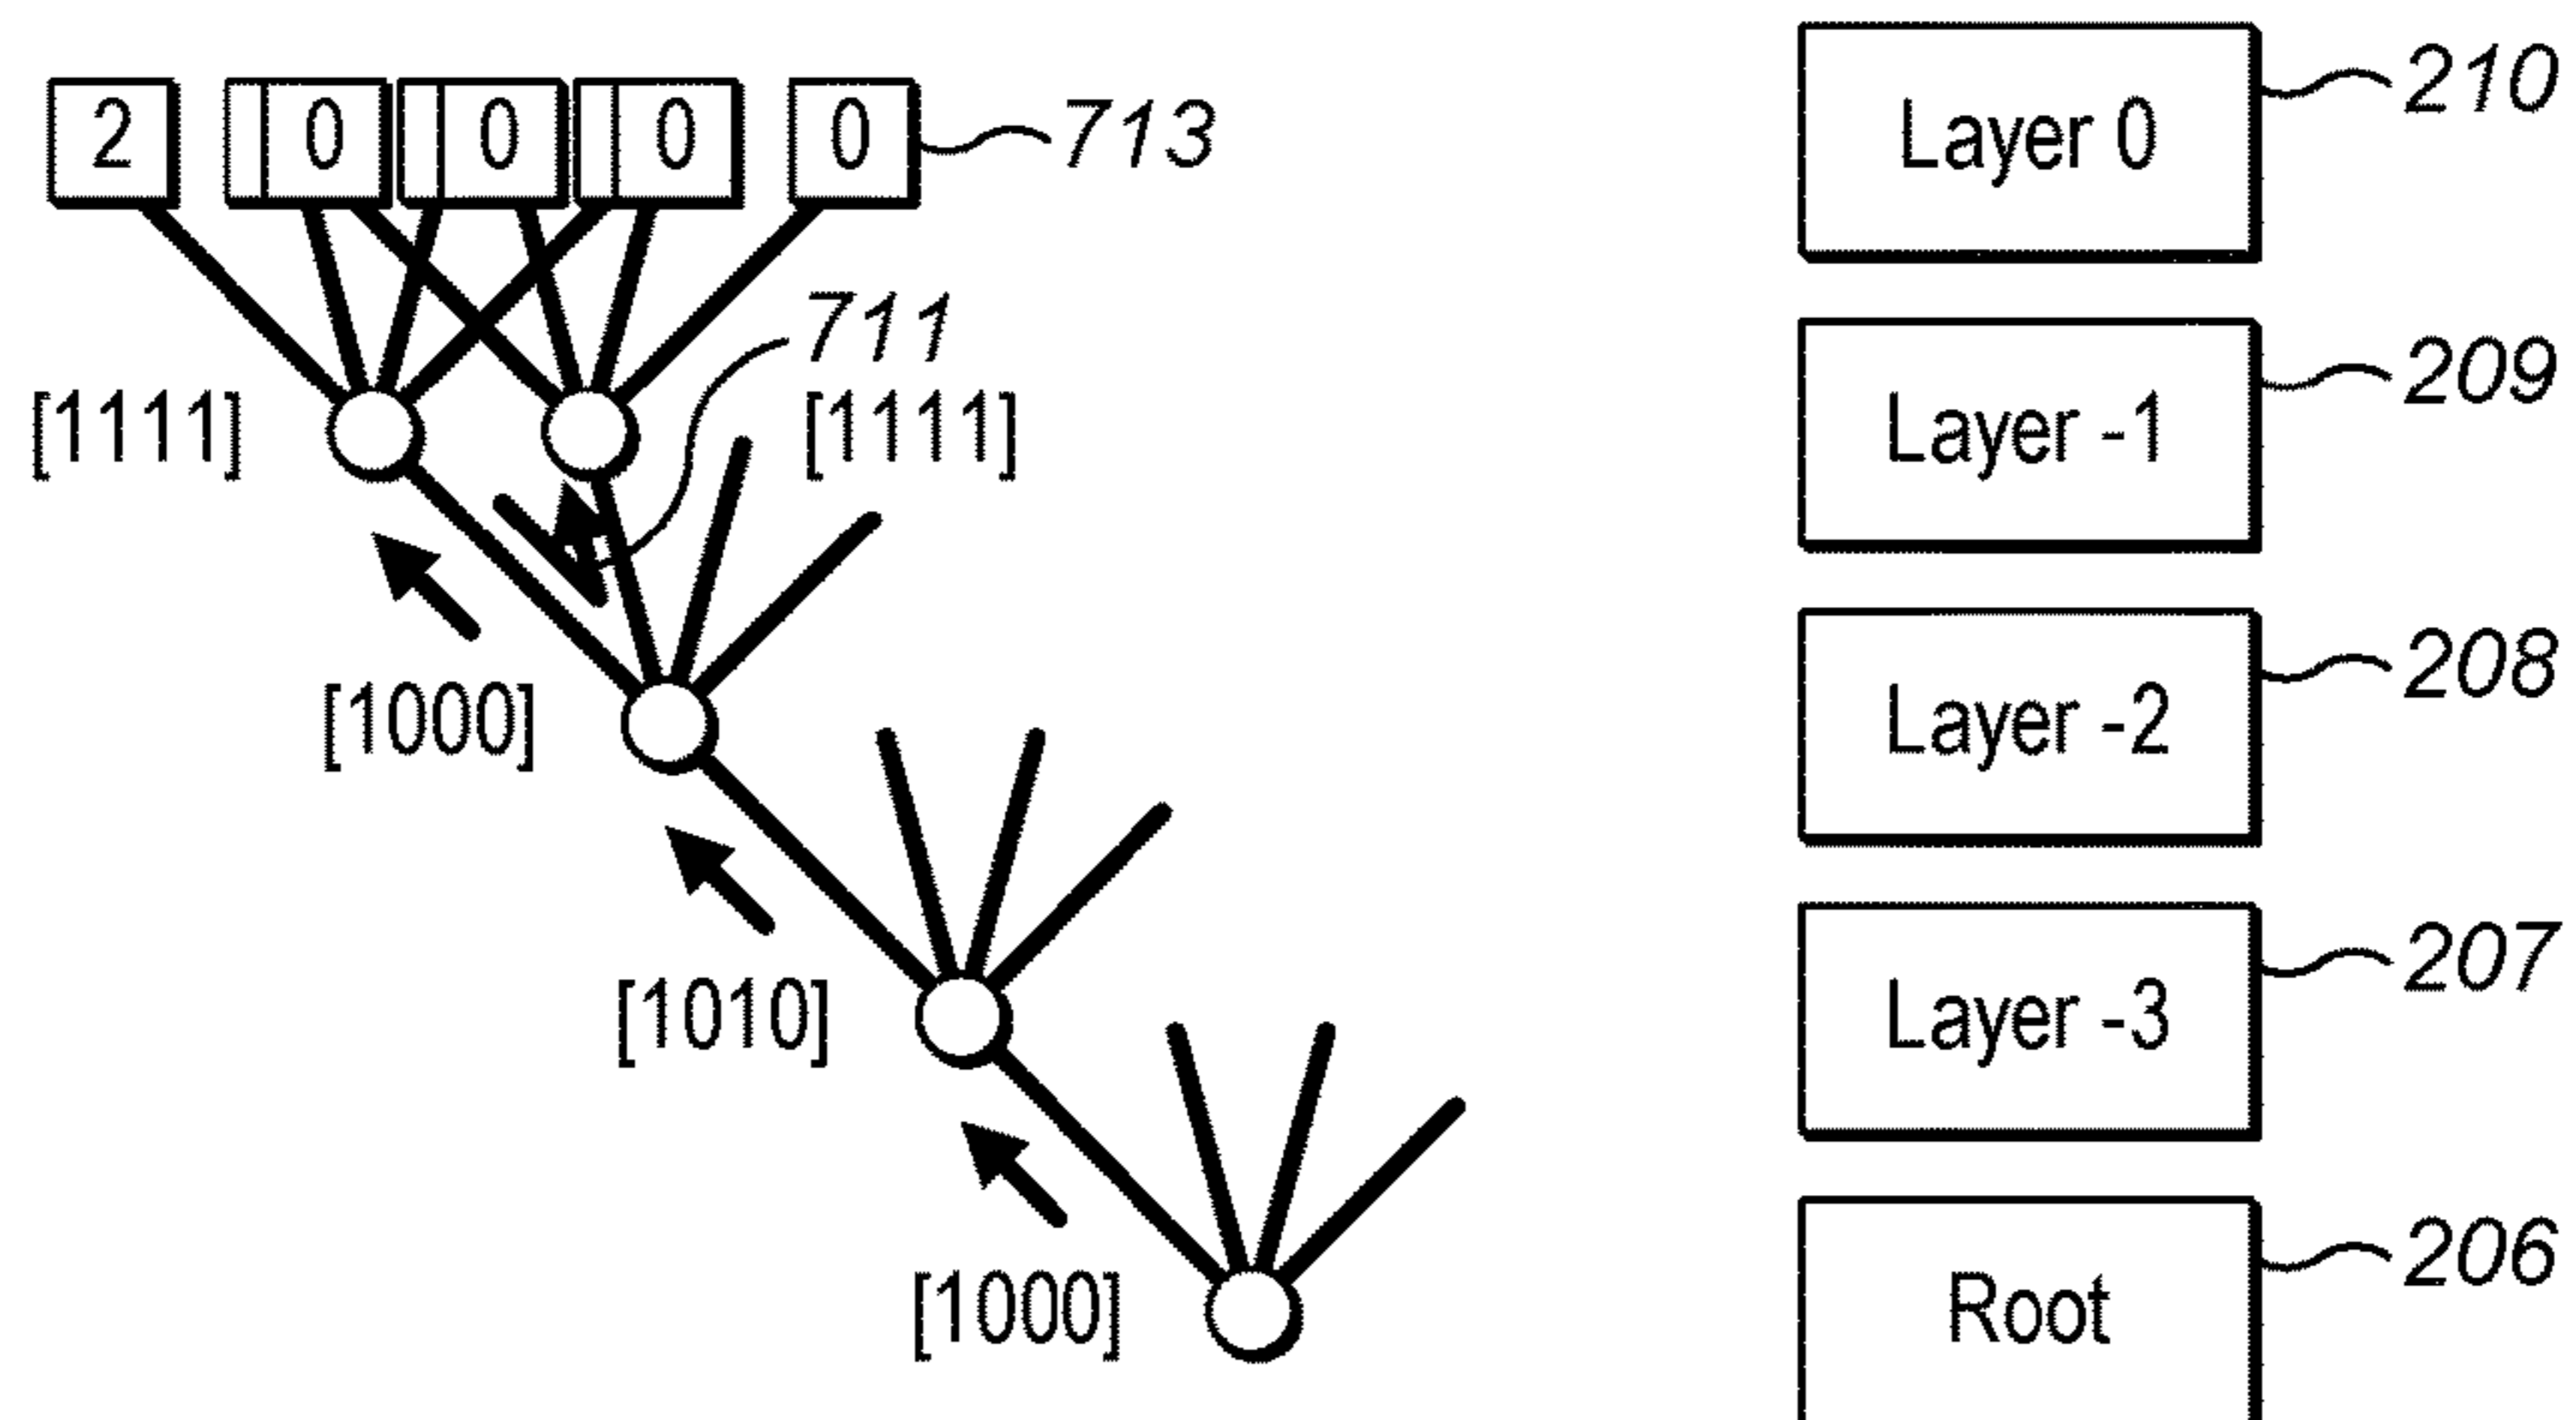 2 0 0 0 0 713
Layer 0 210
711
[1111] [1111]
Layer -1 209
[1000]
Layer -2 208
[1010]
Layer -3 207
[1000]
Root 206